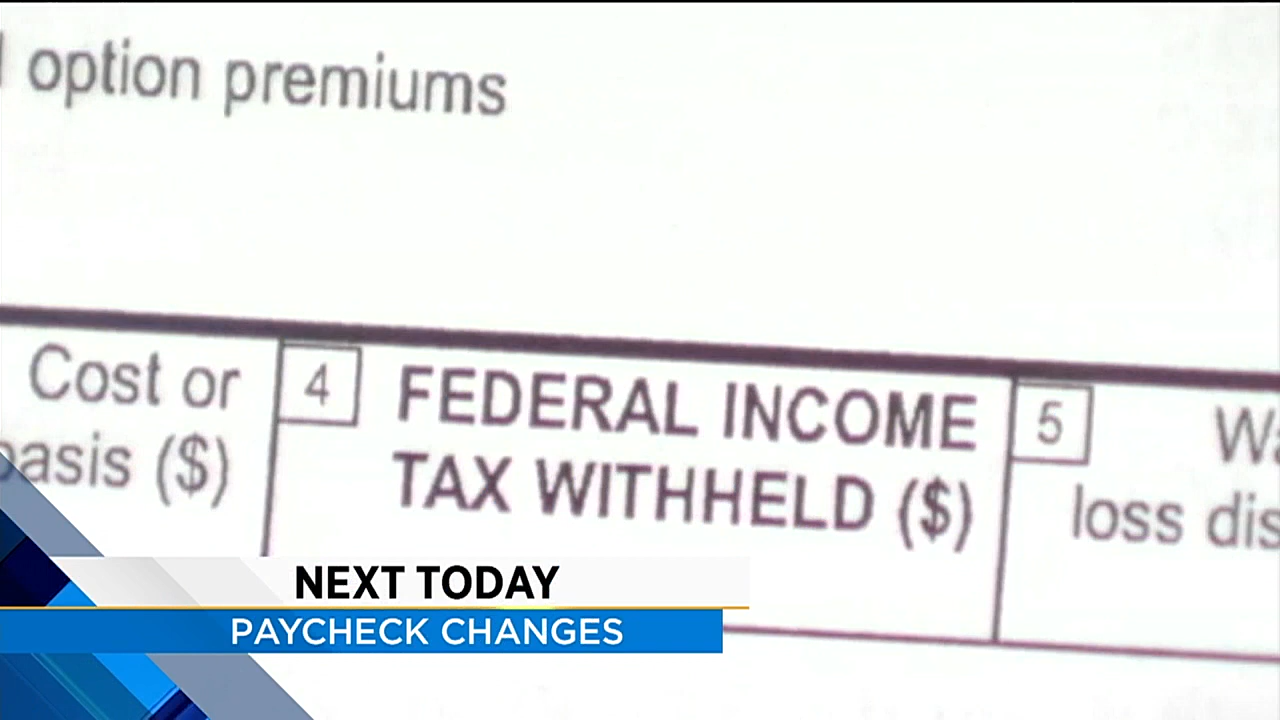 option premiums
Cost or
basis ($)
4
FEDERAL INCOME
TAX WITHHELD ($)
5
loss dis
NEXT TODAY
PAYCHECK CHANGES